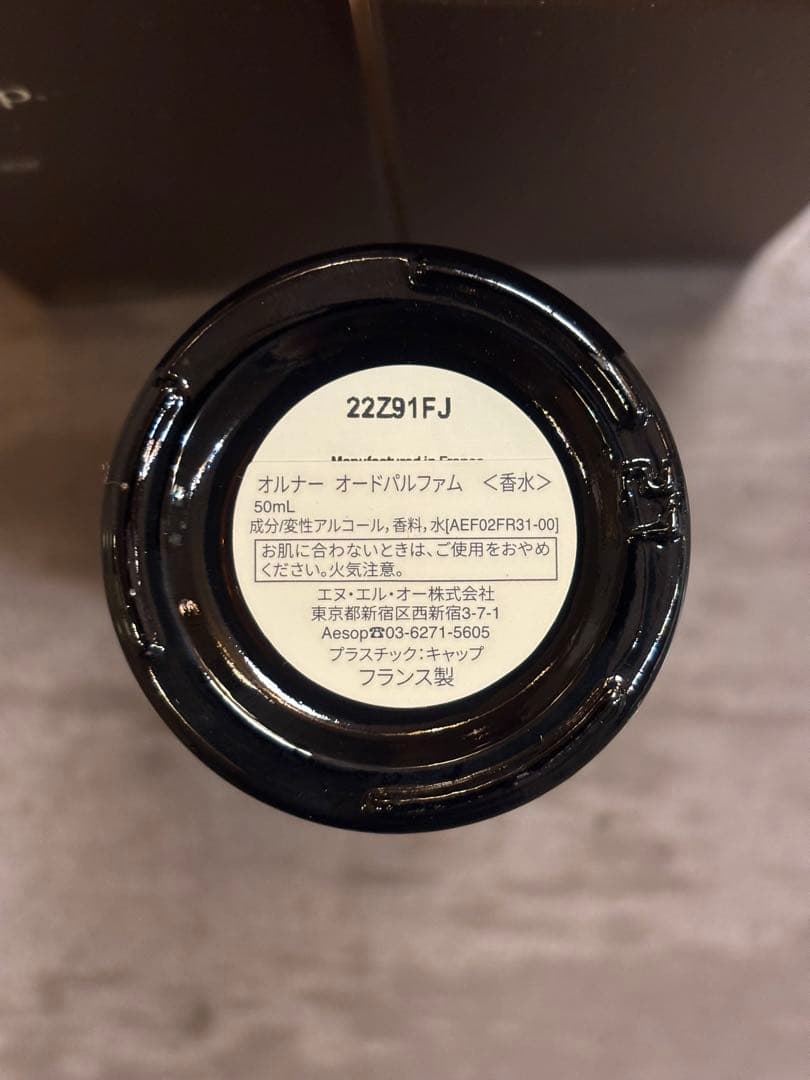 p.
22Z91FJ
Manufactured in France
オルナー オードパルファム <香水>
50mL
成分/変性アルコール,香料,水[AEF02FR31-00]
お肌に合わないときは、ご使用をおやめ
ください。火気注意。
エヌ・エル・オー株式会社
東京都新宿区西新宿3-7-1
Aesop☎03-6271-5605
プラスチック:キャップ
フランス製